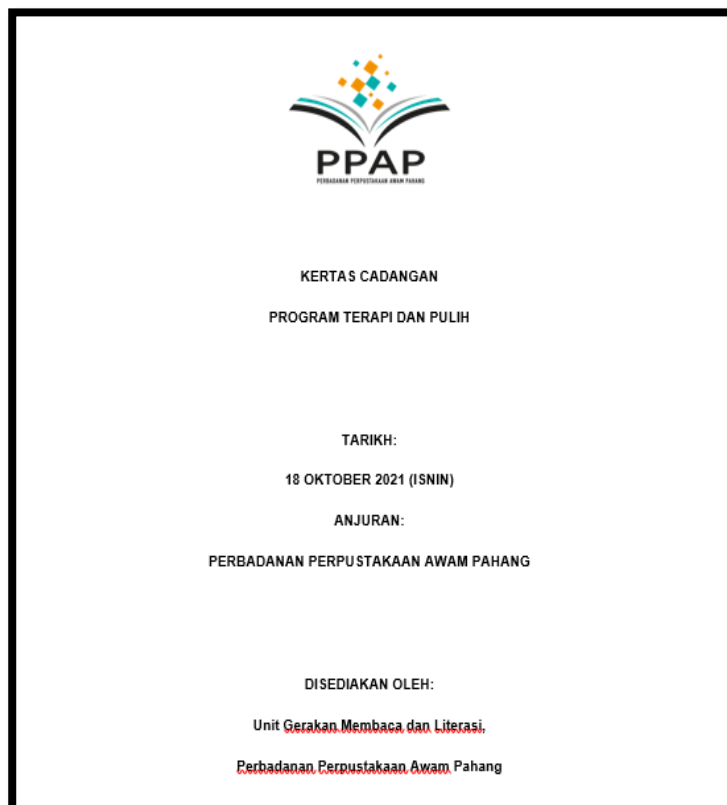 PPAP
PERBADANAN PERPUSTAKAAN AWAM PAHANG
KERTAS CADANGAN
PROGRAM TERAPI DAN PULIH
TARIKH:
18 OKTOBER 2021 (ISNIN)
ANJURAN:
PERBADANAN PERPUSTAKAAN AWAM PAHANG
DISEDIAKAN OLEH:
Unit Gerakan Membaca dan Literasi,
Perbadanan Perpustakaan Awam Pahang